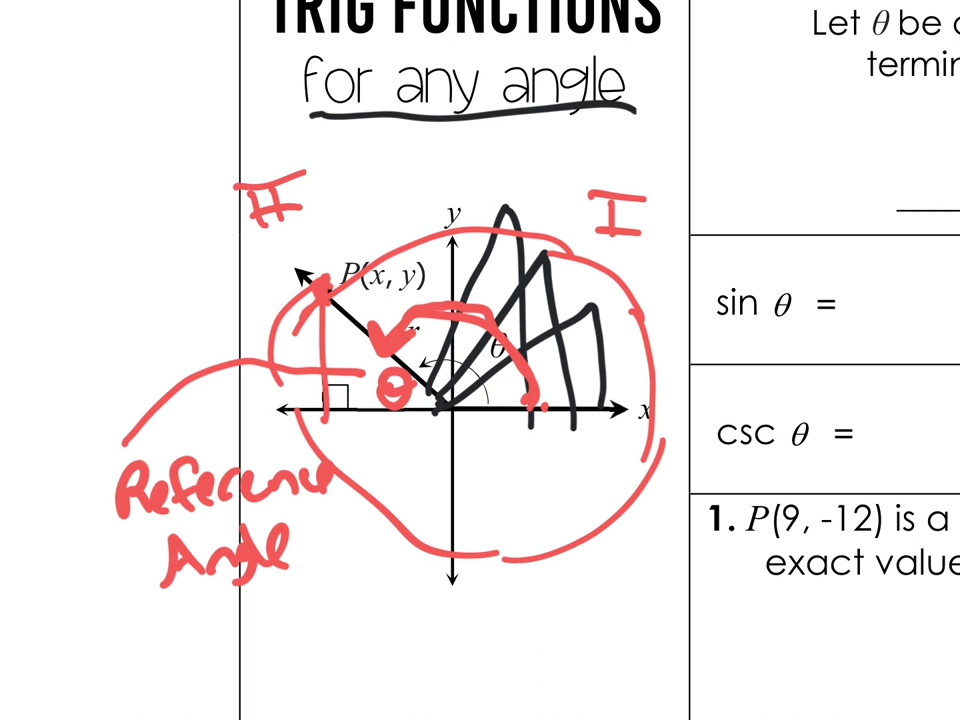 TRIG FUNCTIONS
for any angle
II
I
y
P(x, y)
r
θ
θ
x
Reference
Angle
Let θ be
termin
sin θ =
csc θ =
1. P(9, -12) is a
exact value